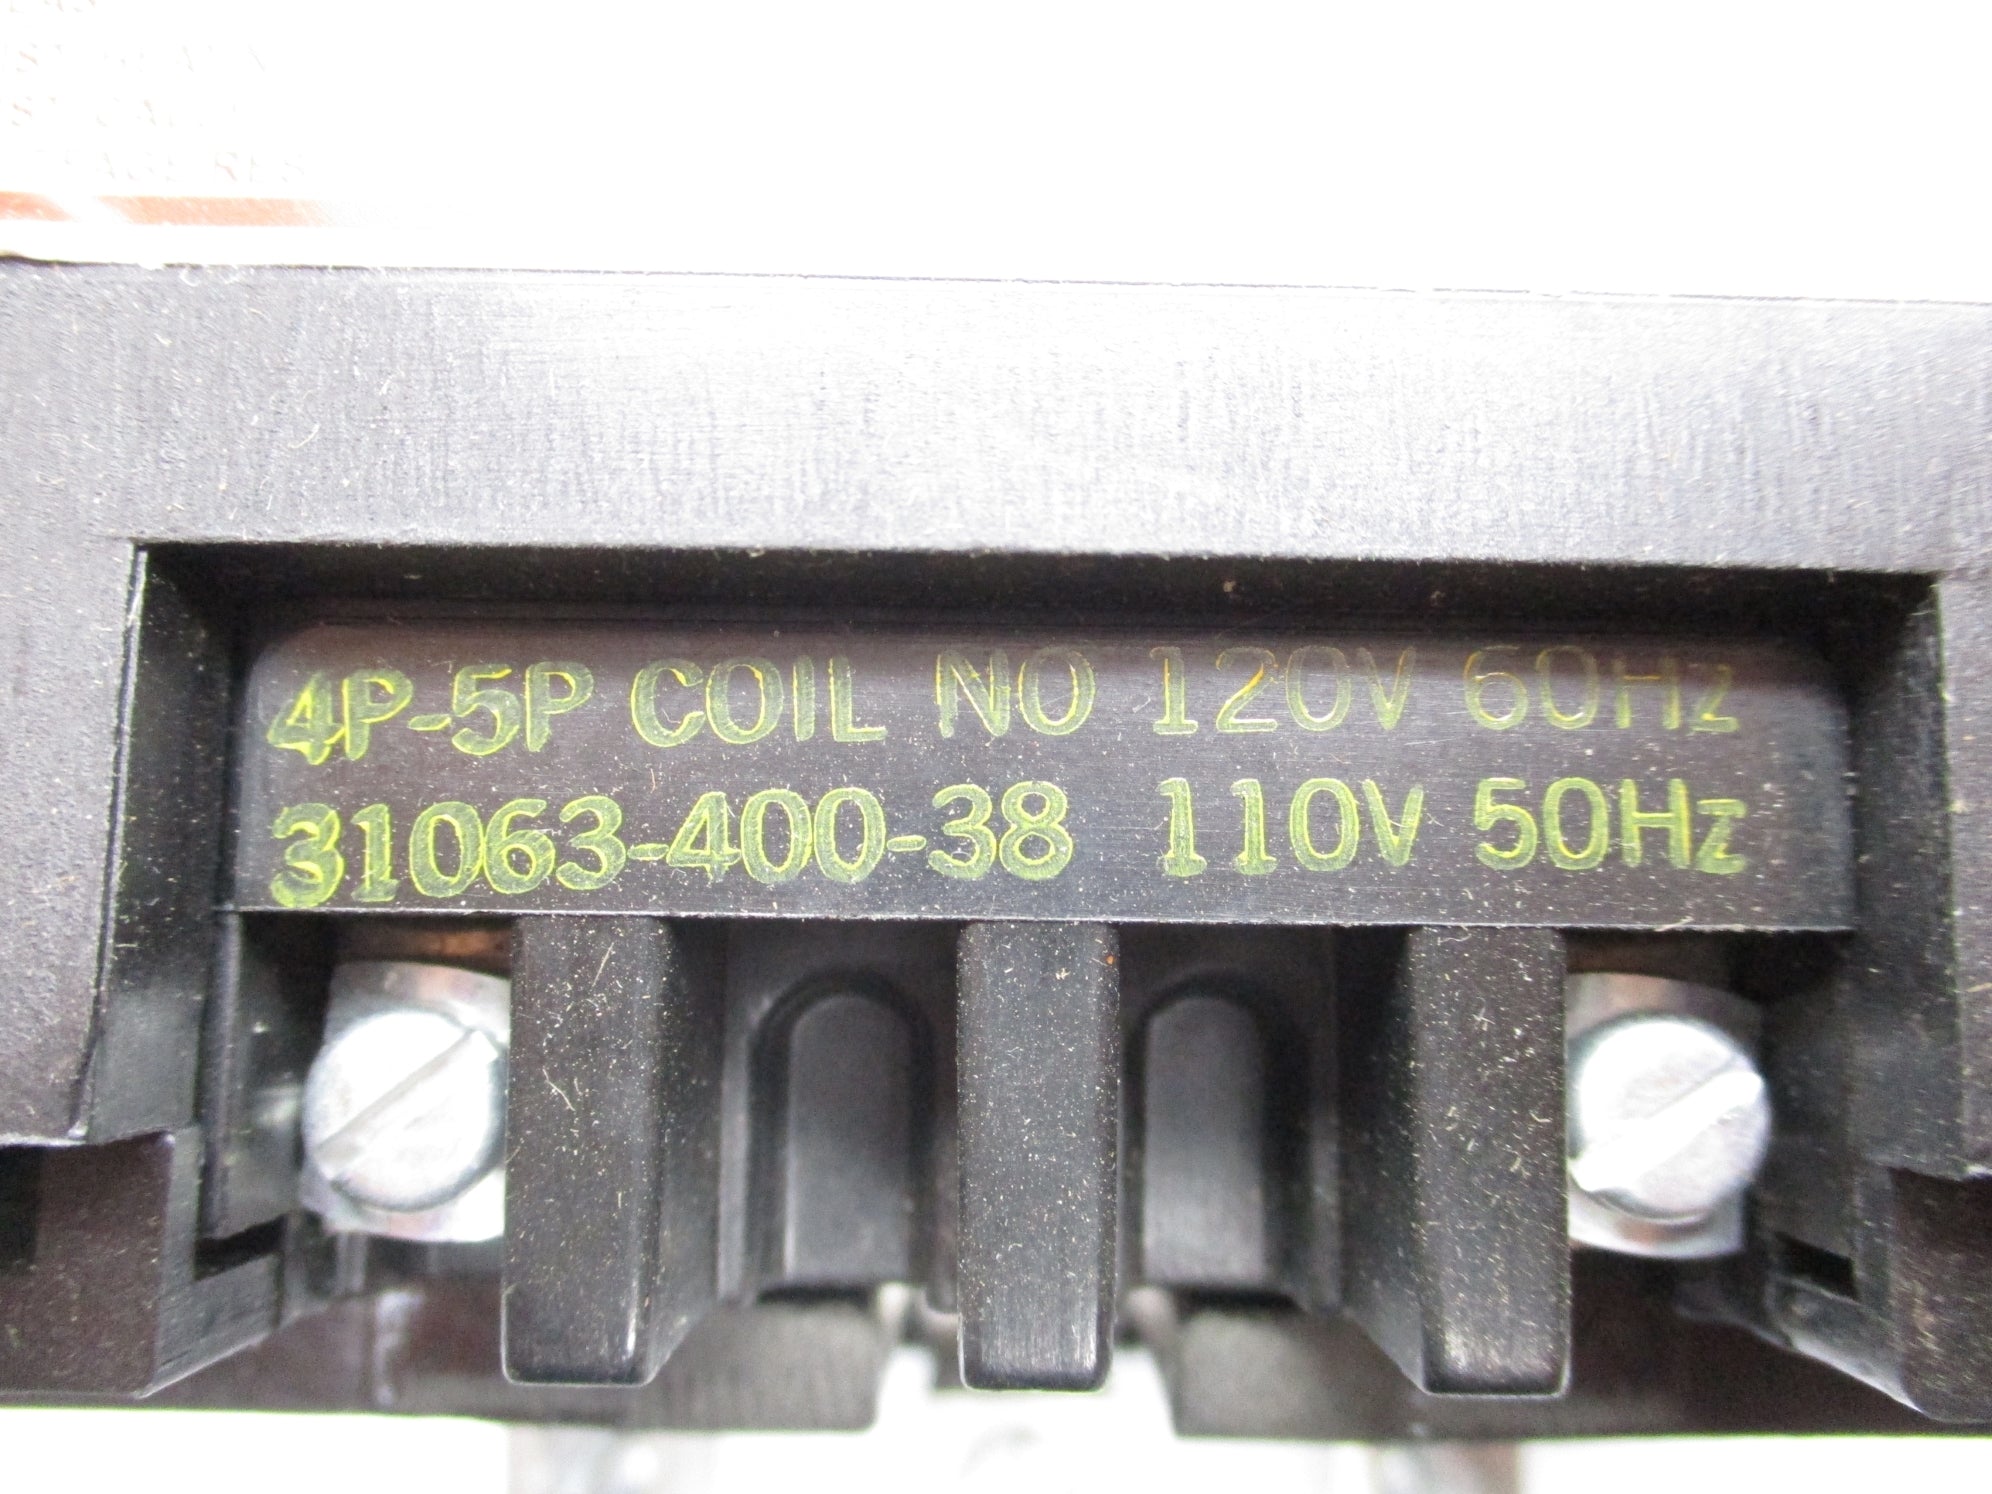 4P-5P COIL NO 120V 60Hz
31063-400-38 110V 50Hz